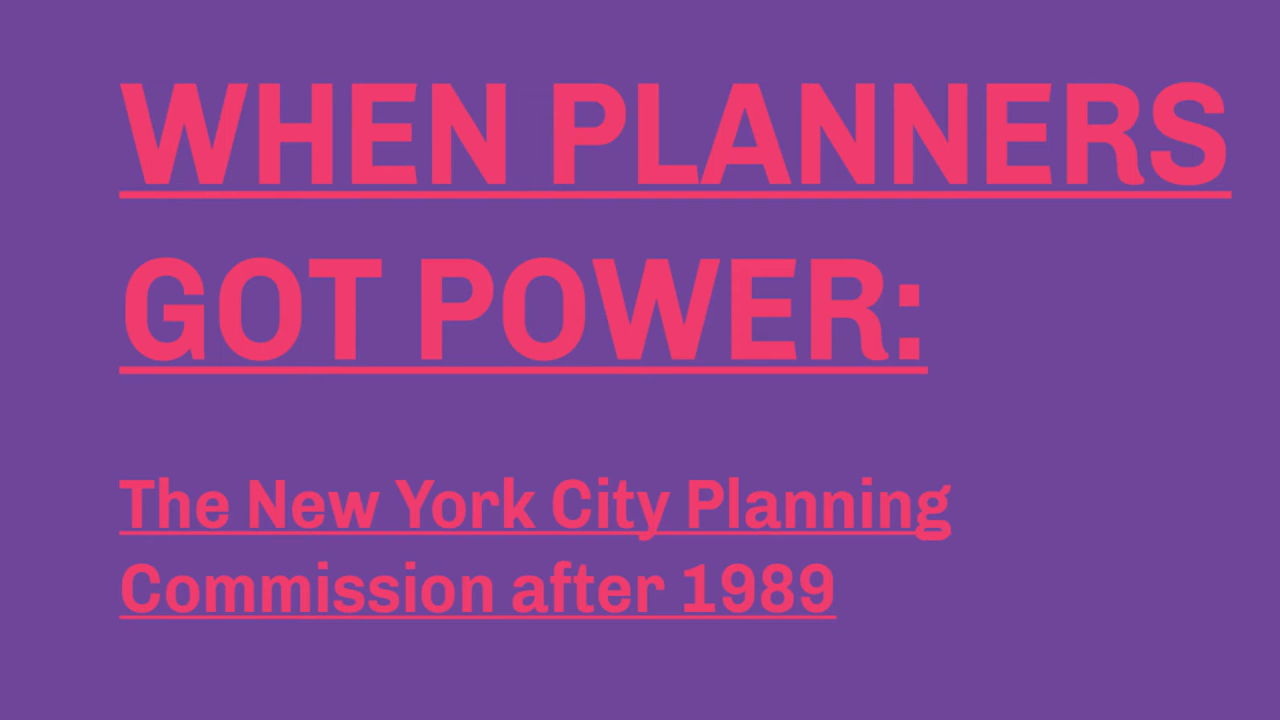 WHEN PLANNERS
GOT POWER:
The New York City Planning
Commission after 1989